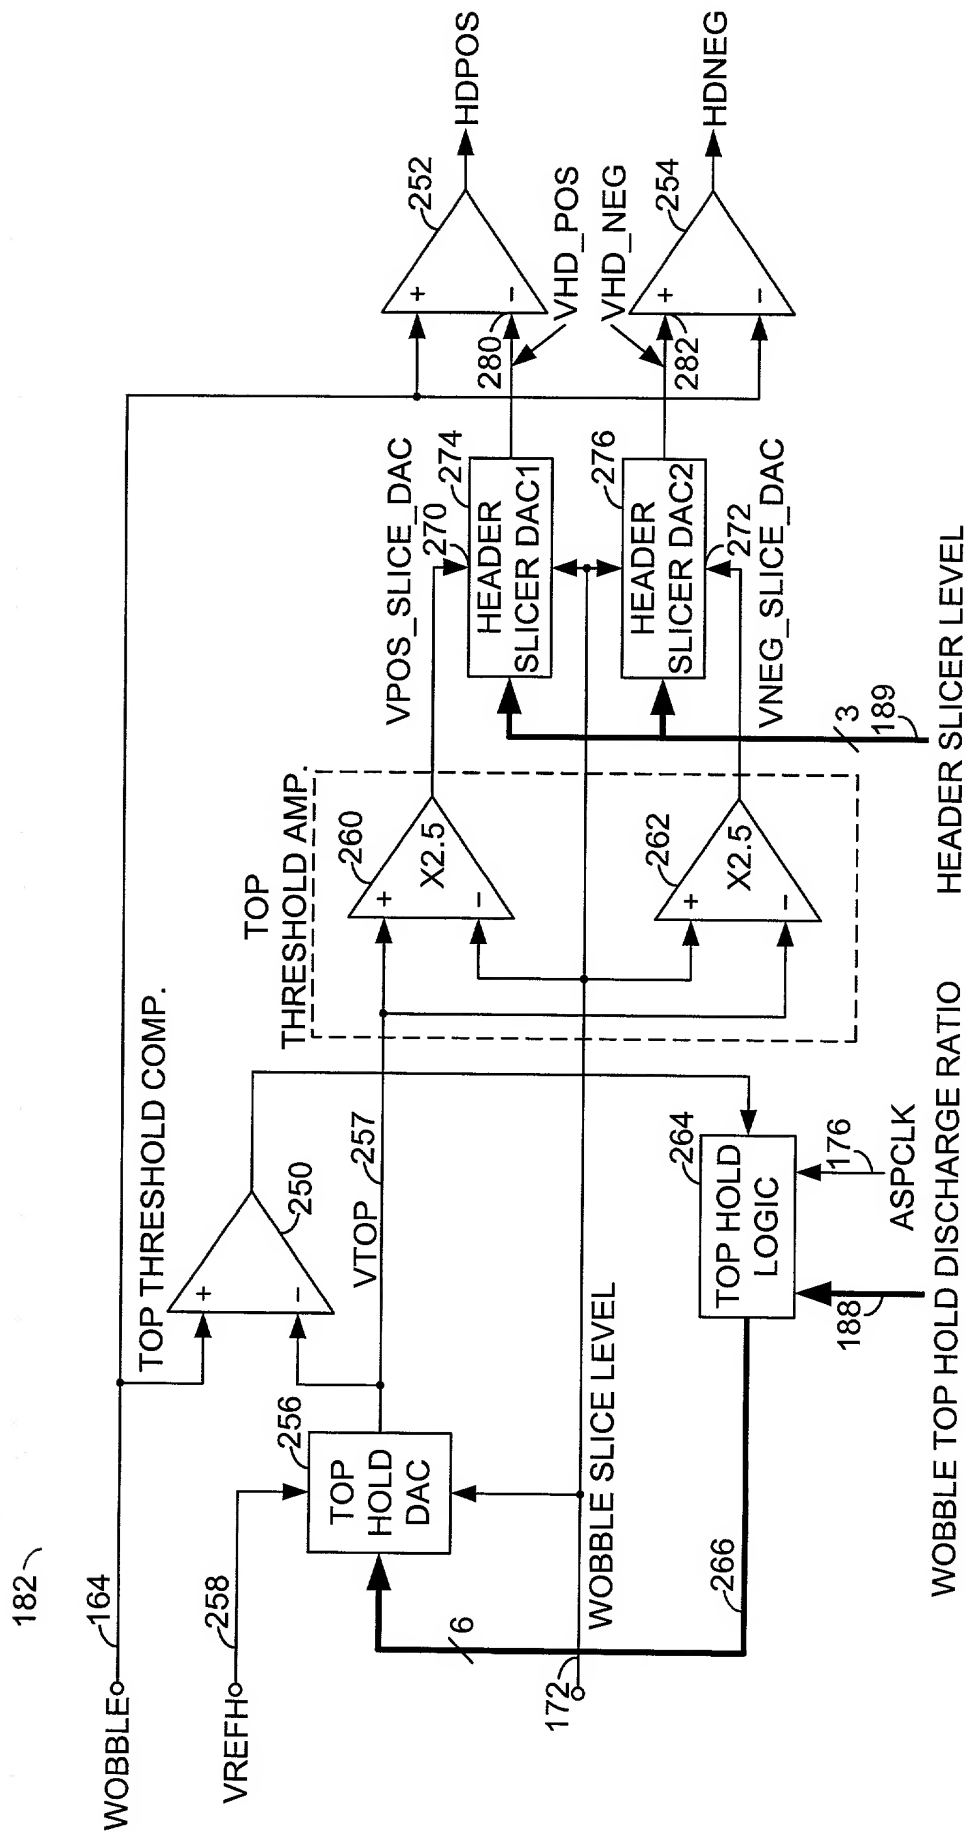 182
WOBBLE
164
VREFH
258
TOP THRESHOLD COMP.
+
-
250
TOP
HOLD
DAC
256
VTOP
257
6
172
WOBBLE SLICE LEVEL
266
TOP HOLD
LOGIC
264
188
176
ASPCLK
WOBBLE TOP HOLD DISCHARGE RATIO
TOP
THRESHOLD AMP.
260
+
-
X2.5
262
+
-
X2.5
VPOS_SLICE_DAC
270
274
HEADER
SLICER DAC1
276
HEADER
SLICER DAC2
272
VNEG_SLICE_DAC
3
189
HEADER SLICER LEVEL
252
+
-
280
HDPOS
VHD_POS
VHD_NEG
254
+
-
282
HDNEG